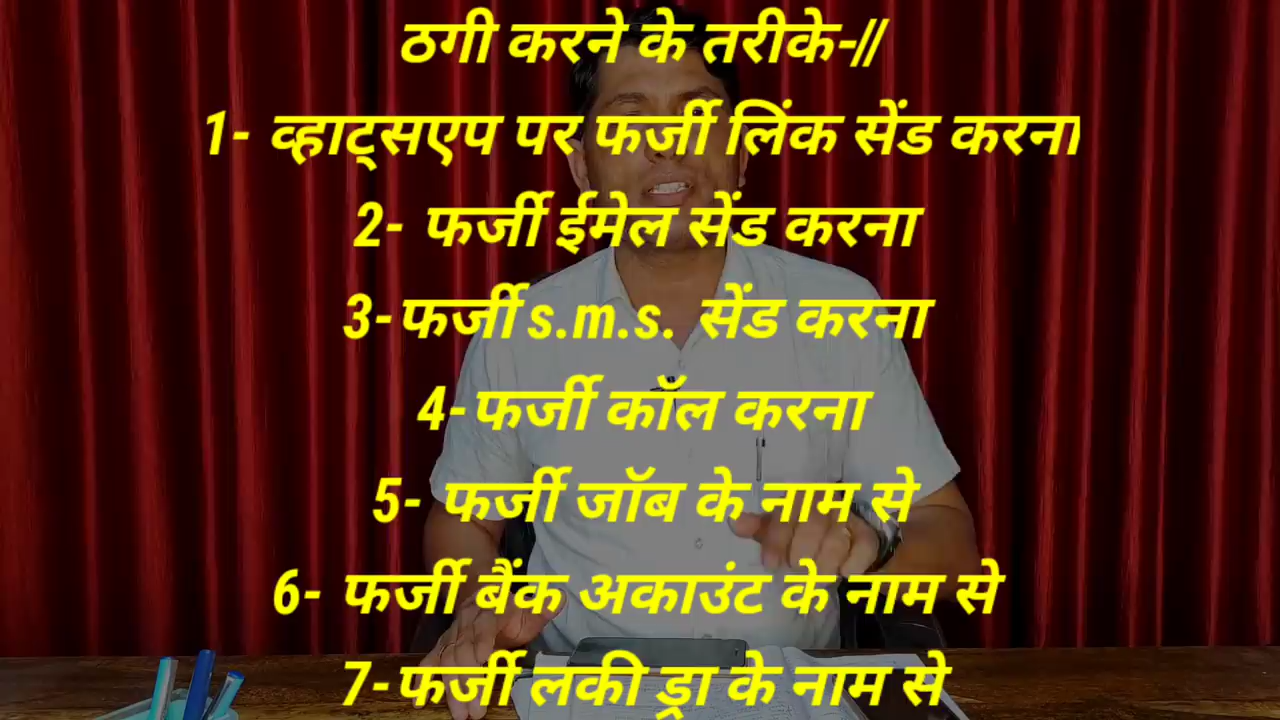 ठगी करने के तरीके-//
1- व्हाट्सएप पर फर्जी लिंक सेंड करना
2- फर्जी ईमेल सेंड करना
3-फर्जी s.m.s. सेंड करना
4-फर्जी कॉल करना
5- फर्जी जॉब के नाम से
6- फर्जी बैंक अकाउंट के नाम से
7-फर्जी लकी ड्रा के नाम से